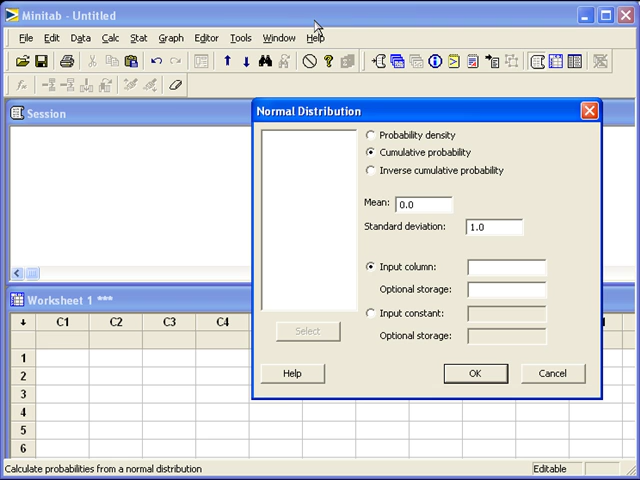 Minitab - Untitled
File Edit Data Calc Stat Graph Editor Tools Window Help
Session
Normal Distribution
Probability density
Cumulative probability
Inverse cumulative probability
Mean: 0.0
Standard deviation: 1.0
Input column:
Optional storage:
Input constant:
Optional storage:
Select
Help OK Cancel
Worksheet 1 ***
C1 C2 C3 C4
1
2
3
4
5
6
Calculate probabilities from a normal distribution Editable